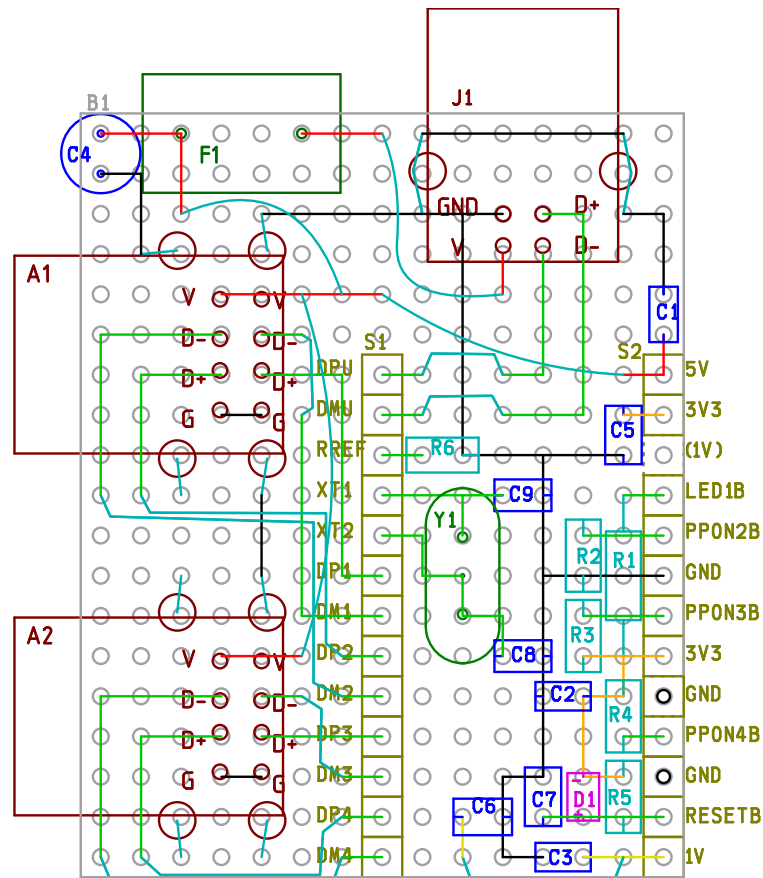 B1
J1
C4
F1
GND D+
V D-
A1
V V
C1
D- D-
S1 S2
D+ D+
DPU 5V
G G
DMU 3V3
C5
RREF R6 (1V)
XT1 C9 LED1B
Y1
XT2 PPON2B
R2 R1
DP1 GND
DM1 PPON3B
A2
R3
DP2 C8 3V3
V V
DM2 C2 GND
D- D-
R4
DP3 PPON4B
D+ D+
DM3 GND
G G
C6 C7 D1 R5
DP4 RESETB
DM4 C3 1V